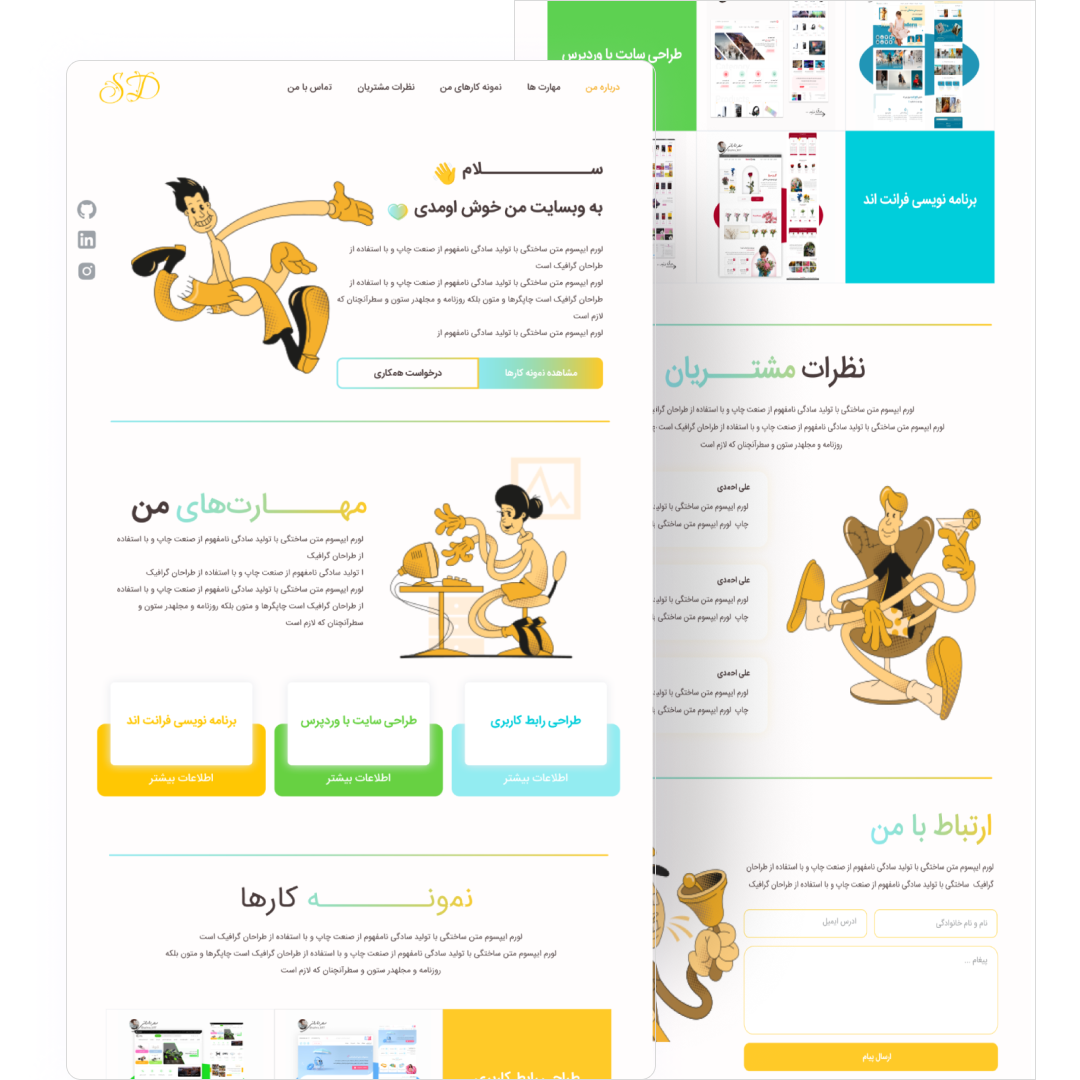 SD
درباره من
مهارت ها
نمونه کارهای من
نظرات مشتریان
تماس با من
ســـــــــــــلام
به وبسایت من خوش اومدی
لورم ایپسوم متن ساختگی با تولید سادگی نامفهوم از صنعت چاپ و با استفاده از
طراحان گرافیک است
لورم ایپسوم متن ساختگی با تولید سادگی نامفهوم از صنعت چاپ و با استفاده از
طراحان گرافیک است چاپگرها و متون بلکه روزنامه و مجلهدر ستون و سطرآنچنان که
لازم است
لورم ایپسوم متن ساختگی با تولید سادگی نامفهوم از
مشاهده نمونه کارها
درخواست همکاری
مهـــــــارت‌های من
لورم ایپسوم متن ساختگی با تولید سادگی نامفهوم از صنعت چاپ و با استفاده
از طراحان گرافیک
ا تولید سادگی نامفهوم از صنعت چاپ و با استفاده از طراحان گرافیک
لورم ایپسوم متن ساختگی با تولید سادگی نامفهوم از صنعت چاپ و با استفاده
از طراحان گرافیک است چاپگرها و متون بلکه روزنامه و مجلهدر ستون و
سطرآنچنان که لازم است
طراحی رابط کاربری
اطلاعات بیشتر
طراحی سایت با وردپرس
اطلاعات بیشتر
برنامه نویسی فرانت اند
اطلاعات بیشتر
نمونـــــــــــه کارها
لورم ایپسوم متن ساختگی با تولید سادگی نامفهوم از صنعت چاپ و با استفاده از طراحان گرافیک است
لورم ایپسوم متن ساختگی با تولید سادگی نامفهوم از صنعت چاپ و با استفاده از طراحان گرافیک است چاپگرها و متون بلکه
روزنامه و مجلهدر ستون و سطرآنچنان که لازم است
طراحی رابط کاربری
طراحی سایت با وردپرس
برنامه نویسی فرانت اند
نظرات مشتـــــریان
لورم ایپسوم متن ساختگی با تولید سادگی نامفهوم از صنعت چاپ و با استفاده از طراحان
لورم ایپسوم متن ساختگی با تولید سادگی نامفهوم از صنعت چاپ و با استفاده از طراحان گرافیک است
روزنامه و مجلهدر ستون و سطرآنچنان که لازم است
علی احمدی
لورم ایپسوم متن ساختگی با
چاپ لورم ایپسوم متن ساختگی
علی احمدی
لورم ایپسوم متن ساختگی با
چاپ لورم ایپسوم متن ساختگی
علی احمدی
لورم ایپسوم متن ساختگی با
چاپ لورم ایپسوم متن ساختگی
ارتباط با من
لورم ایپسوم متن ساختگی با تولید سادگی نامفهوم از صنعت چاپ و با استفاده از طراحان
گرافیک ساختگی با تولید سادگی نامفهوم از صنعت چاپ و با استفاده از طراحان گرافیک
نام و نام خانوادگی
ادرس ایمیل
پیغام ...
ارسال پیام